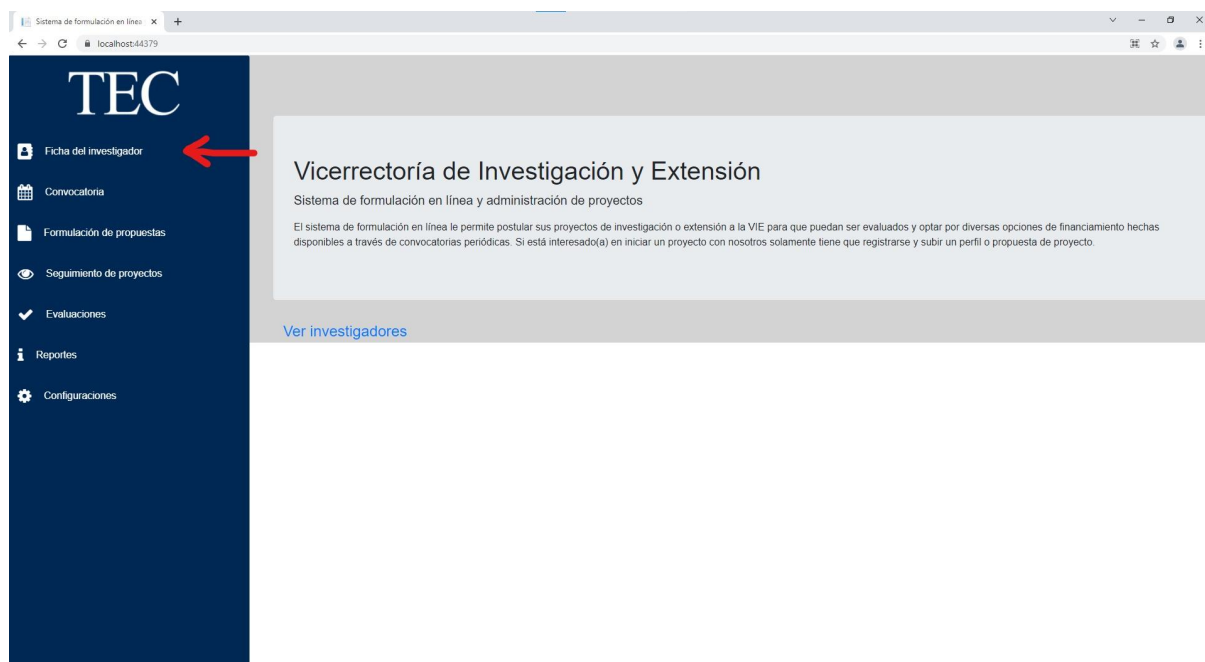 Sistema de formulación en línea
localhost:44379
TEC
Ficha del investigador
Convocatoria
Formulación de propuestas
Seguimiento de proyectos
Evaluaciones
Reportes
Configuraciones
Vicerrectoría de Investigación y Extensión
Sistema de formulación en línea y administración de proyectos
El sistema de formulación en línea le permite postular sus proyectos de investigación o extensión a la VIE para que puedan ser evaluados y optar por diversas opciones de financiamiento hechas
disponibles a través de convocatorias periódicas. Si está interesado(a) en iniciar un proyecto con nosotros solamente tiene que registrarse y subir un perfil o propuesta de proyecto.
Ver investigadores